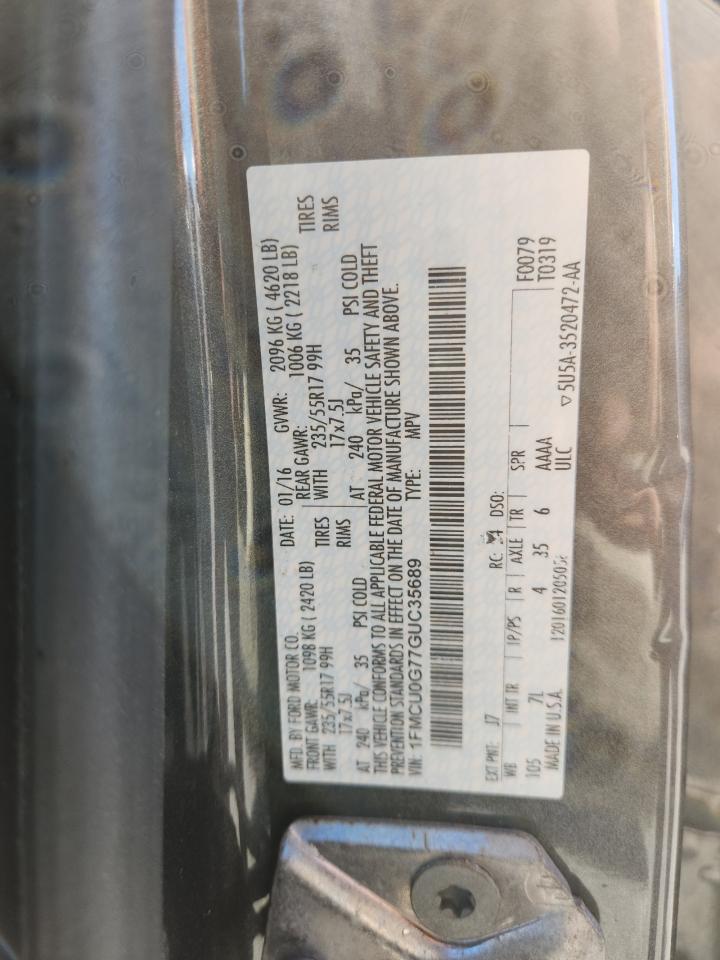 MFD. BY FORD MOTOR CO. DATE: 01/16 GVWR: 2096 KG ( 4620 LB)
FRONT GAWR: 1098 KG ( 2420 LB) REAR GAWR: 1006 KG ( 2218 LB)
WITH 235/55R17 99H TIRES WITH 235/55R17 99H TIRES
17x7.5J RIMS 17x7.5J RIMS
AT 240 kPa/ 35 PSI COLD AT 240 kPa/ 35 PSI COLD
THIS VEHICLE CONFORMS TO ALL APPLICABLE FEDERAL MOTOR VEHICLE SAFETY AND THEFT
PREVENTION STANDARDS IN EFFECT ON THE DATE OF MANUFACTURE SHOWN ABOVE.
VIN: 1FMCU0G77GUC35689 TYPE: MPV
EXT PNT: J7 RC: DSO: F0079
WB INT TR TP/PS R AXLE TR SPR T0319
105 7L 4 35 6 AAAA
MADE IN U.S.A. ULC
▽5U5A-3520472-AA